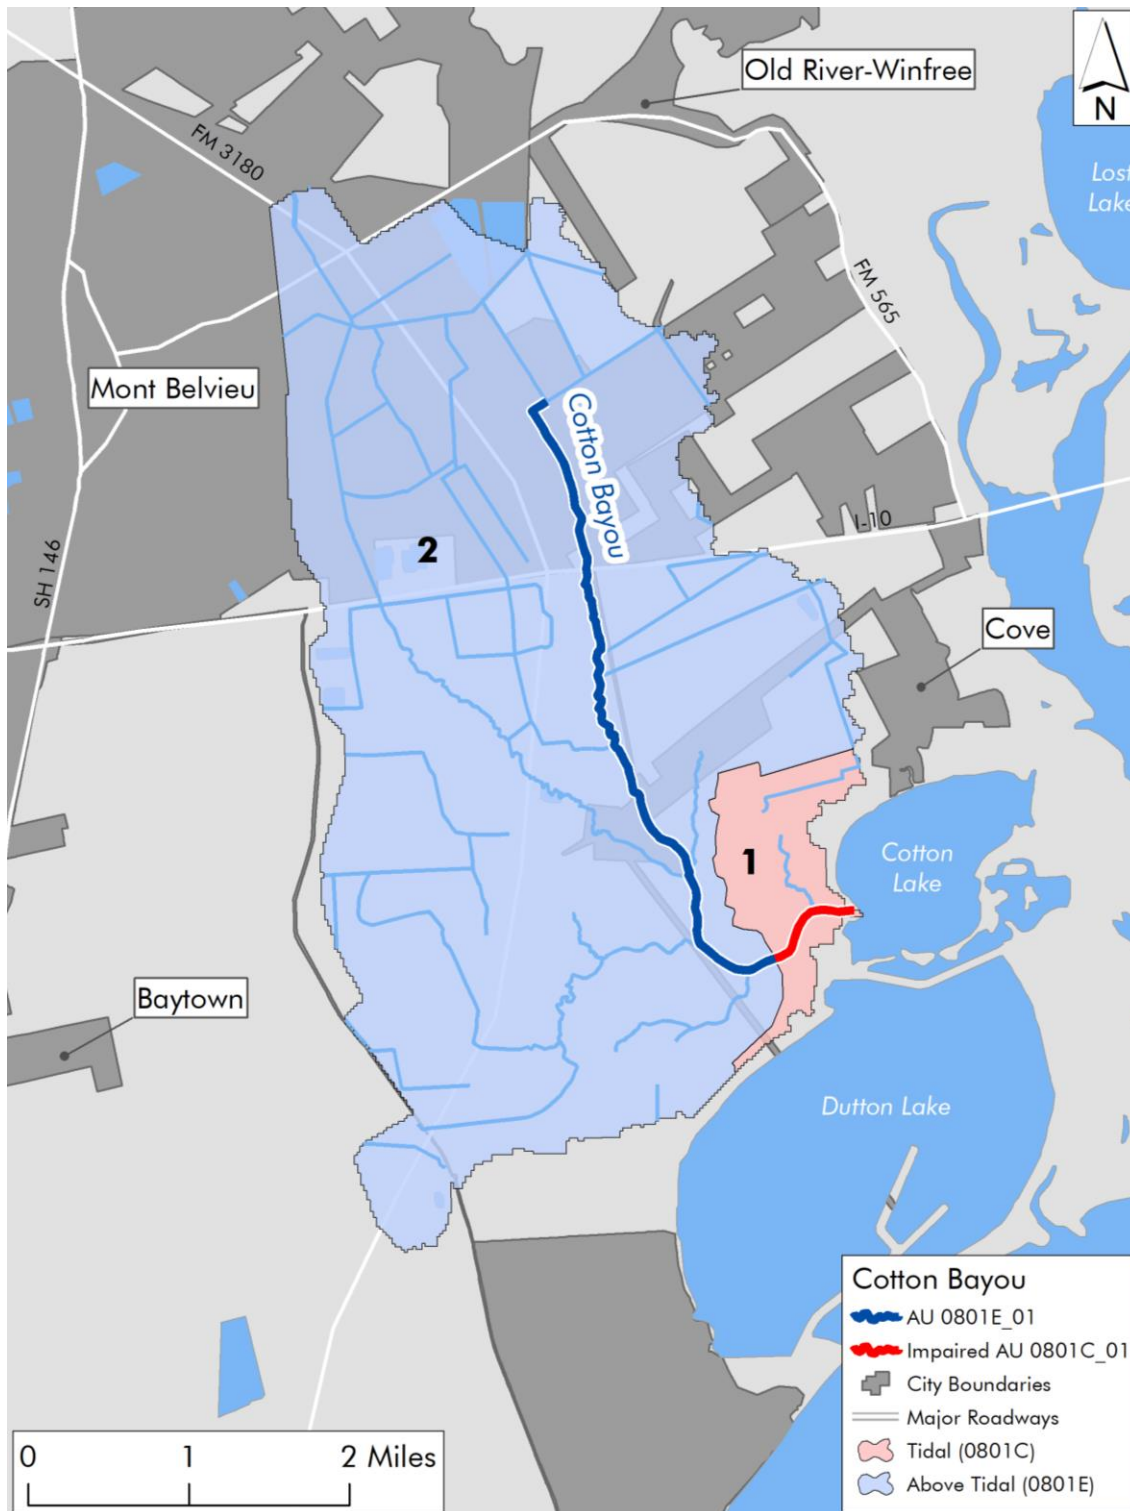 Old River-Winfree
N
FM 3180
Lost
Lake
FM 565
Mont Belvieu
Cotton Bayou
I-10
2
SH 146
Cove
1
Cotton
Lake
Baytown
Dutton Lake
Cotton Bayou
AU 0801E_01
Impaired AU 0801C_01
City Boundaries
Major Roadways
Tidal (0801C)
Above Tidal (0801E)
0 1 2 Miles